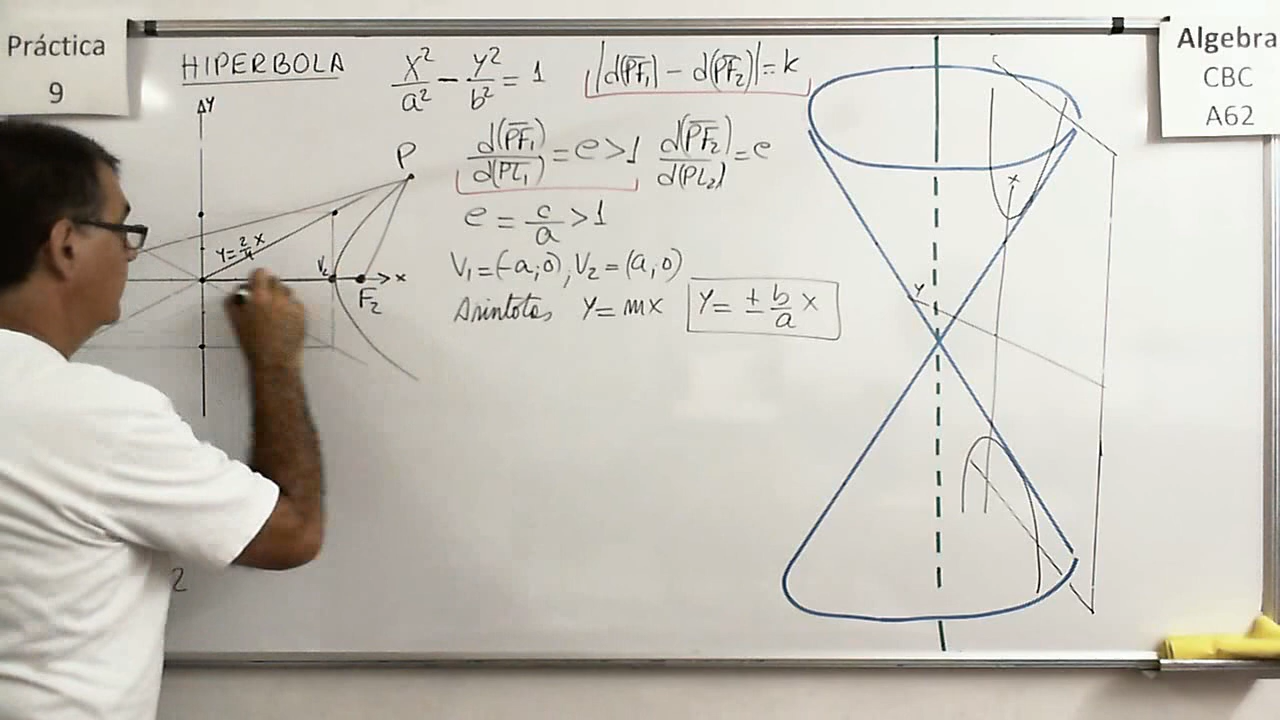 Práctica
9
HIPERBOLA
X²/a² - Y²/b² = 1
|d(PF₁) - d(PF₂)| = k
Algebra
CBC
A62
Y
P
d(PF₁)/d(PL₁) = e > 1
d(PF₂)/d(PL₂) = e
e = c/a > 1
Y = 2/4 X
V₂
x
F₂
V₁ = (-a, 0), V₂ = (a, 0)
Asintotas Y = mx
Y = ± b/a X
x
Y
2